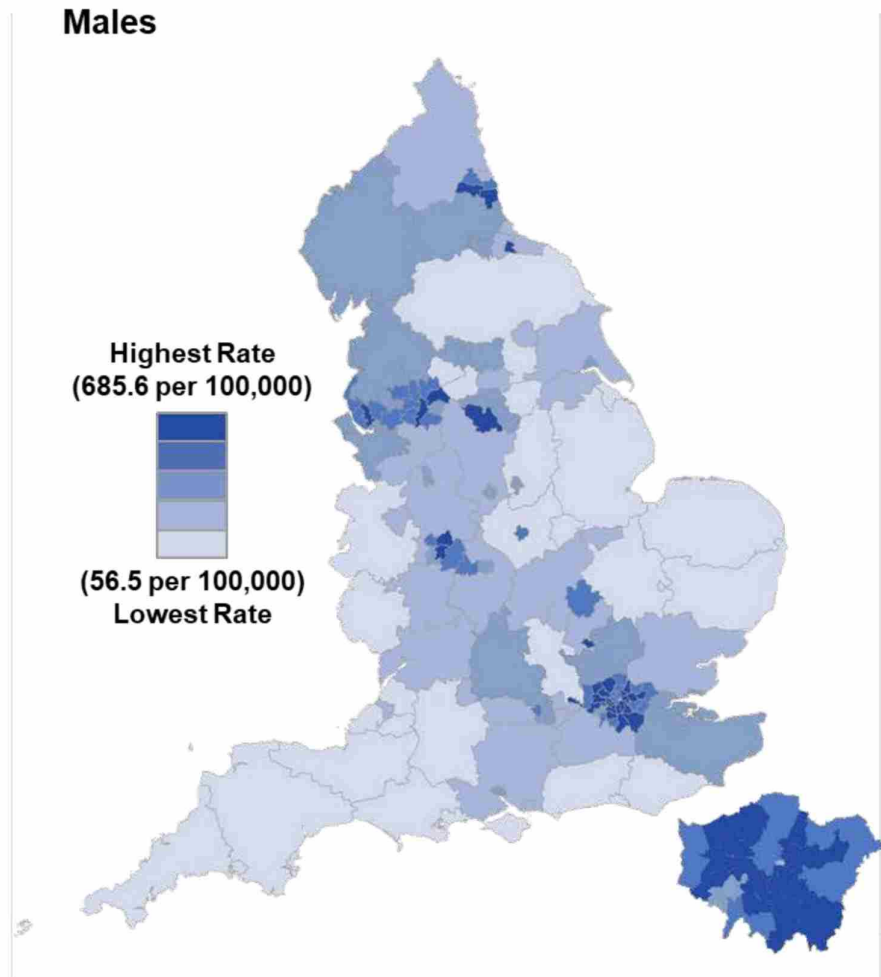 Males
Highest Rate
(685.6 per 100,000)
(56.5 per 100,000)
Lowest Rate